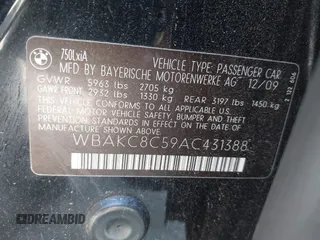 BMW
750LxiA
VEHICLE TYPE PASSENGER CAR
MFD BY BAYERISCHE MOTORENWERKE AG 12/09
GVWR 5963 lbs 2705 kg
GAWR FRONT 2932 lbs 1330 kg REAR 3197 lbs 1450 kg
THIS VEHICLE CONFORMS TO ALL APPLICABLE
FEDERAL MOTOR VEHICLE SAFETY, BUMPER AND THEFT
PREVENTION STANDARDS IN EFFECT ON THE DATE
OF MANUFACTURE SHOWN ABOVE.
WBAKC8C59AC431388
DREAMBID